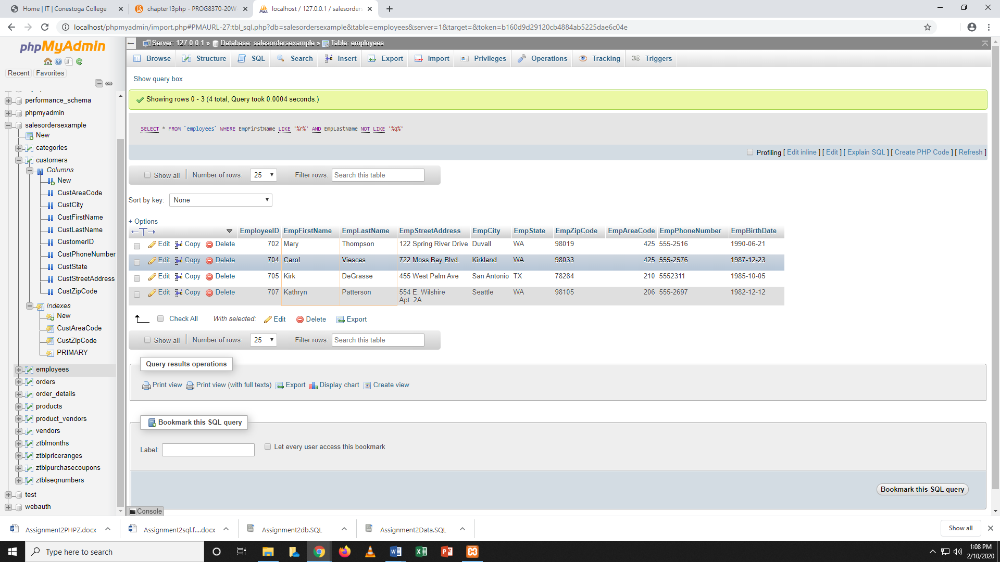 Home | IT | Conestoga College
chapter13php - PROG8370-20W-
localhost / 127.0.0.1 / salesorders
localhost/phpmyadmin/import.php#PMAURL-27:tbl_sql.php?db=salesordersexample&table=employees&server=1&target=&token=b160d9d29120cb4884ab5225dae6c04e
phpMyAdmin
Recent Favorites
performance_schema
phpmyadmin
salesordersexample
New
categories
customers
Columns
New
CustAreaCode
CustCity
CustFirstName
CustLastName
CustomerID
CustPhoneNumber
CustState
CustStreetAddress
CustZipCode
Indexes
New
CustAreaCode
CustZipCode
PRIMARY
employees
orders
order_details
products
product_vendors
vendors
ztblmonths
ztblpriceranges
ztblpurchasecoupons
ztblseqnumbers
test
webauth
Server: 127.0.0.1 » Database: salesordersexample » Table: employees
Browse Structure SQL Search Insert Export Import Privileges Operations Tracking Triggers
Show query box
Showing rows 0 - 3 (4 total, Query took 0.0004 seconds.)
SELECT * FROM `employees` WHERE EmpFirstName LIKE '%r%' AND EmpLastName NOT LIKE '%q%'
Profiling [ Edit inline ] [ Edit ] [ Explain SQL ] [ Create PHP Code ] [ Refresh ]
Show all Number of rows: 25 Filter rows: Search this table
Sort by key: None
+ Options
EmployeeID EmpFirstName EmpLastName EmpStreetAddress EmpCity EmpState EmpZipCode EmpAreaCode EmpPhoneNumber EmpBirthDate
Edit Copy Delete 702 Mary Thompson 122 Spring River Drive Duvall WA 98019 425 555-2516 1990-06-21
Edit Copy Delete 704 Carol Viescas 722 Moss Bay Blvd. Kirkland WA 98033 425 555-2576 1987-12-23
Edit Copy Delete 705 Kirk DeGrasse 455 West Palm Ave San Antonio TX 78284 210 5552311 1985-10-05
Edit Copy Delete 707 Kathryn Patterson 554 E. Wilshire Seattle WA 98105 206 555-2697 1982-12-12
Apt. 2A
Check All With selected: Edit Delete Export
Show all Number of rows: 25 Filter rows: Search this table
Query results operations
Print view Print view (with full texts) Export Display chart Create view
Bookmark this SQL query
Label: Let every user access this bookmark
Bookmark this SQL query
Console
Assignment2PHPZ.docx
Assignment2sql.f....docx
Assignment2db.SQL
Assignment2Data.SQL
Show all
Type here to search
1:08 PM
2/10/2020